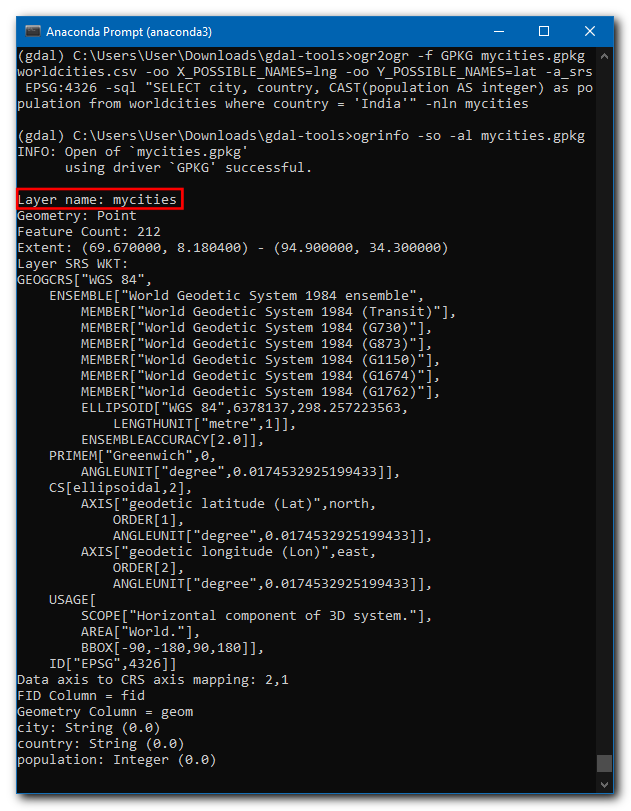 Anaconda Prompt (anaconda3)
(gdal) C:\Users\User\Downloads\gdal-tools>ogr2ogr -f GPKG mycities.gpkg
worldcities.csv -oo X_POSSIBLE_NAMES=lng -oo Y_POSSIBLE_NAMES=lat -a_srs
 EPSG:4326 -sql "SELECT city, country, CAST(population AS integer) as po
pulation from worldcities where country = 'India'" -nln mycities
(gdal) C:\Users\User\Downloads\gdal-tools>ogrinfo -so -al mycities.gpkg
INFO: Open of `mycities.gpkg'
      using driver `GPKG' successful.
Layer name: mycities
Geometry: Point
Feature Count: 212
Extent: (69.670000, 8.180400) - (94.900000, 34.300000)
Layer SRS WKT:
GEOGCRS["WGS 84",
    ENSEMBLE["World Geodetic System 1984 ensemble",
        MEMBER["World Geodetic System 1984 (Transit)"],
        MEMBER["World Geodetic System 1984 (G730)"],
        MEMBER["World Geodetic System 1984 (G873)"],
        MEMBER["World Geodetic System 1984 (G1150)"],
        MEMBER["World Geodetic System 1984 (G1674)"],
        MEMBER["World Geodetic System 1984 (G1762)"],
        ELLIPSOID["WGS 84",6378137,298.257223563,
            LENGTHUNIT["metre",1]],
        ENSEMBLEACCURACY[2.0]],
    PRIMEM["Greenwich",0,
        ANGLEUNIT["degree",0.0174532925199433]],
    CS[ellipsoidal,2],
        AXIS["geodetic latitude (Lat)",north,
            ORDER[1],
            ANGLEUNIT["degree",0.0174532925199433]],
        AXIS["geodetic longitude (Lon)",east,
            ORDER[2],
            ANGLEUNIT["degree",0.0174532925199433]],
    USAGE[
        SCOPE["Horizontal component of 3D system."],
        AREA["World."],
        BBOX[-90,-180,90,180]],
    ID["EPSG",4326]]
Data axis to CRS axis mapping: 2,1
FID Column = fid
Geometry Column = geom
city: String (0.0)
country: String (0.0)
population: Integer (0.0)